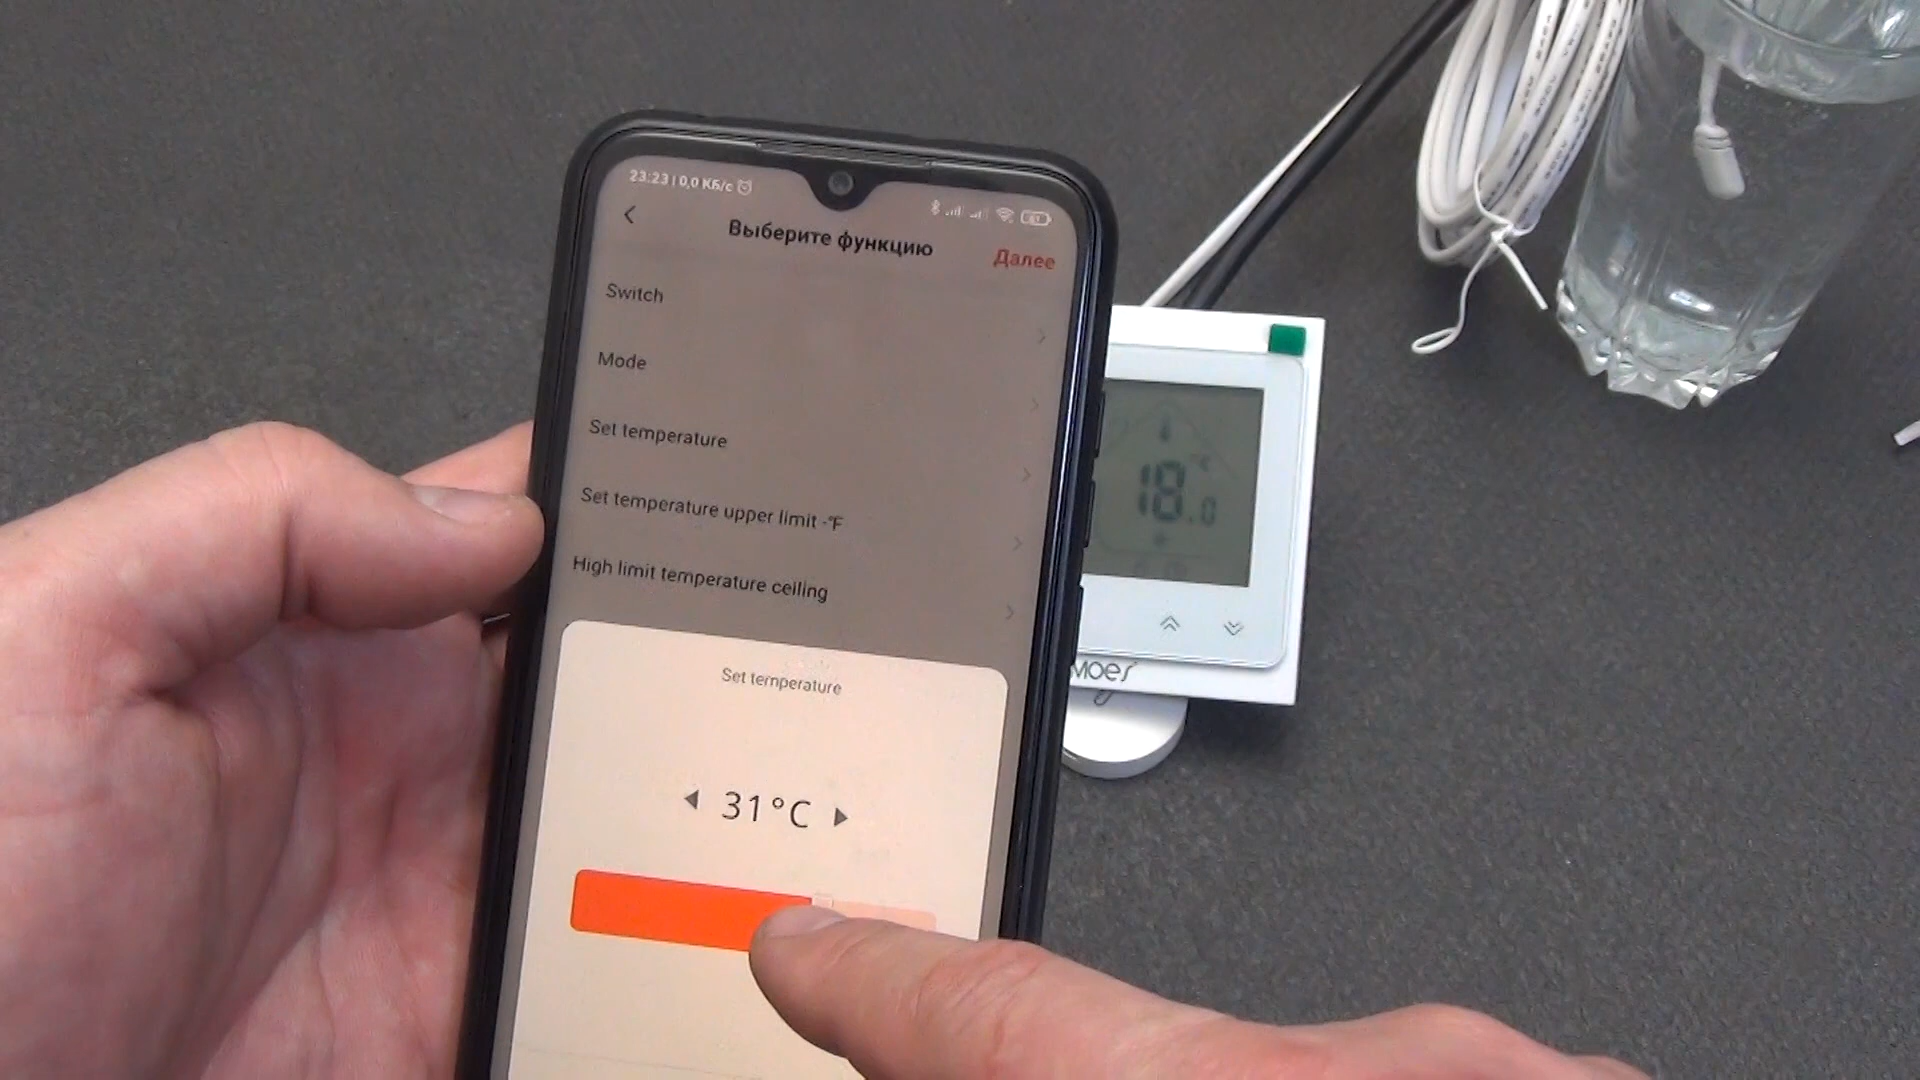 23:23 | 0,0 КБ/с
Выберите функцию
Далее
Switch
Mode
Set temperature
Set temperature upper limit -°F
High limit temperature ceiling
Set temperature
31°C
18.0
MOES